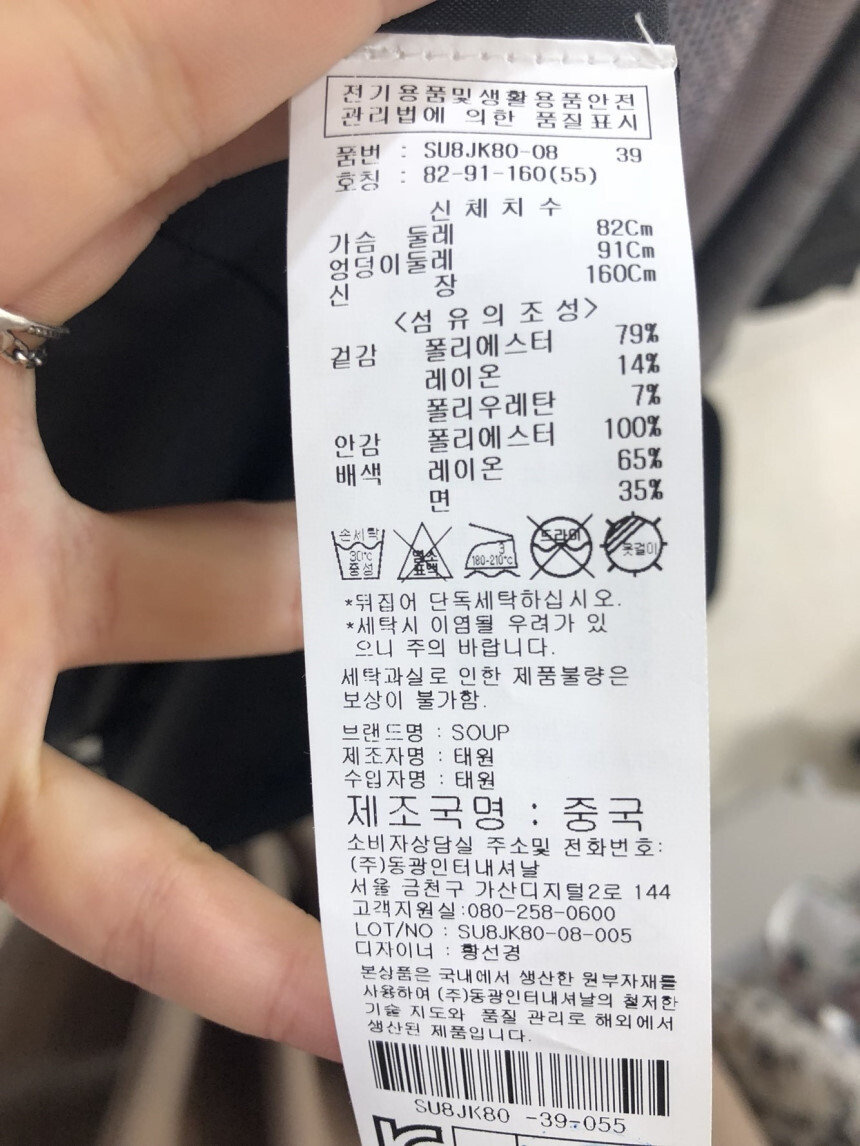 전기용품및생활용품안전
관리법에 의한 품질표시
품번 : SU8JK80-08 39
호칭 : 82-91-160(55)
신 체 치 수
가슴 둘레 82Cm
엉덩이둘레 91Cm
신 장 160Cm
<섬 유 의 조 성>
겉감 폴리에스터 79%
레이온 14%
폴리우레탄 7%
안감 폴리에스터 100%
배색 레이온 65%
면 35%
손세탁 30℃ 중성
염소 표백
3 180-210℃
드라이
옷걸이
*뒤집어 단독세탁하십시오.
*세탁시 이염될 우려가 있
으니 주의 바랍니다.
세탁과실로 인한 제품불량은
보상이 불가함.
브랜드명 : SOUP
제조자명 : 태원
수입자명 : 태원
제조국명 : 중국
소비자상담실 주소및 전화번호:
(주)동광인터내셔날
서울 금천구 가산디지털2로 144
고객지원실:080-258-0600
LOT/NO : SU8JK80-08-005
디자이너 : 황선경
본상품은 국내에서 생산한 원부자재를
사용하여 (주)동광인터내셔날의 철저한
기술 지도와 품질 관리로 해외에서
생산된 제품입니다.
SU8JK80 -39-055